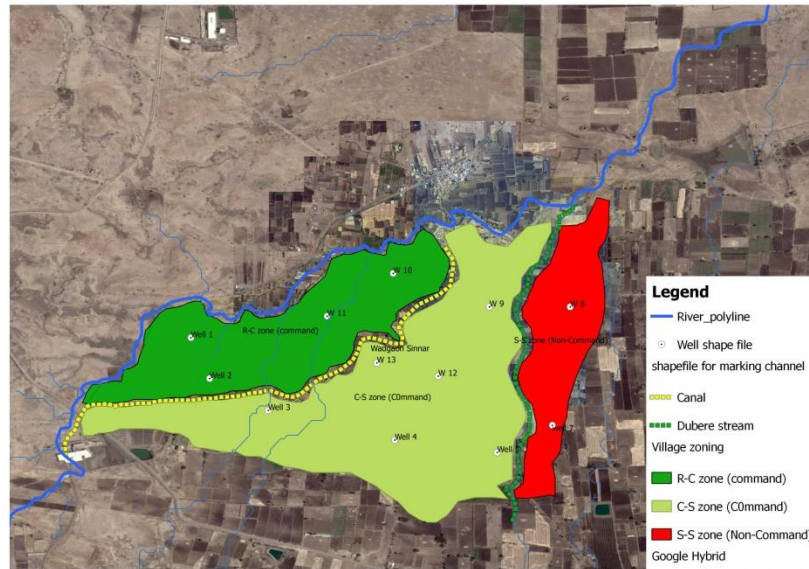 W 10
W 9
W 8
W 11
R-C zone (command)
Well 1
S-S zone (Non-Command)
Wadgaon Sinnar
W 13
Well 2
W 12
C-S zone (C0mmand)
Well 3
Well 4
Well
Legend
River_polyline
Well shape file
shapefile for marking channel
Canal
Dubere stream
Village zoning
R-C zone (command)
C-S zone (C0mmand)
S-S zone (Non-Command)
Google Hybrid